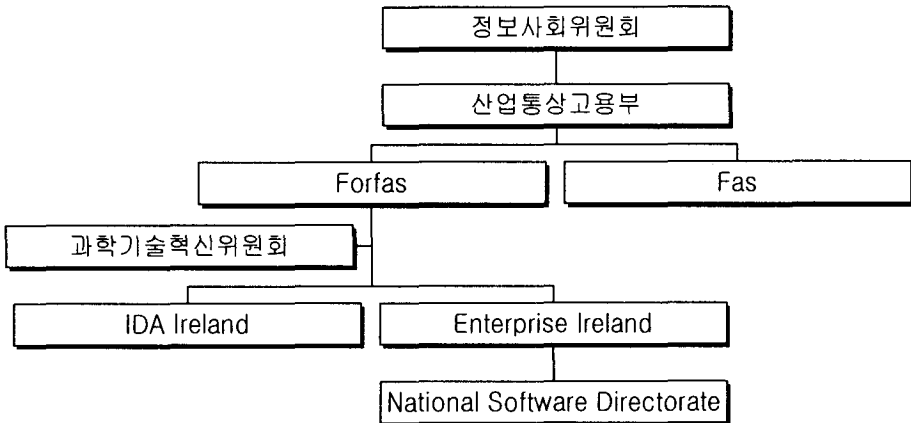 정보사회위원회
산업통상고용부
Forfas
Fas
과학기술혁신위원회
IDA Ireland
Enterprise Ireland
National Software Directorate